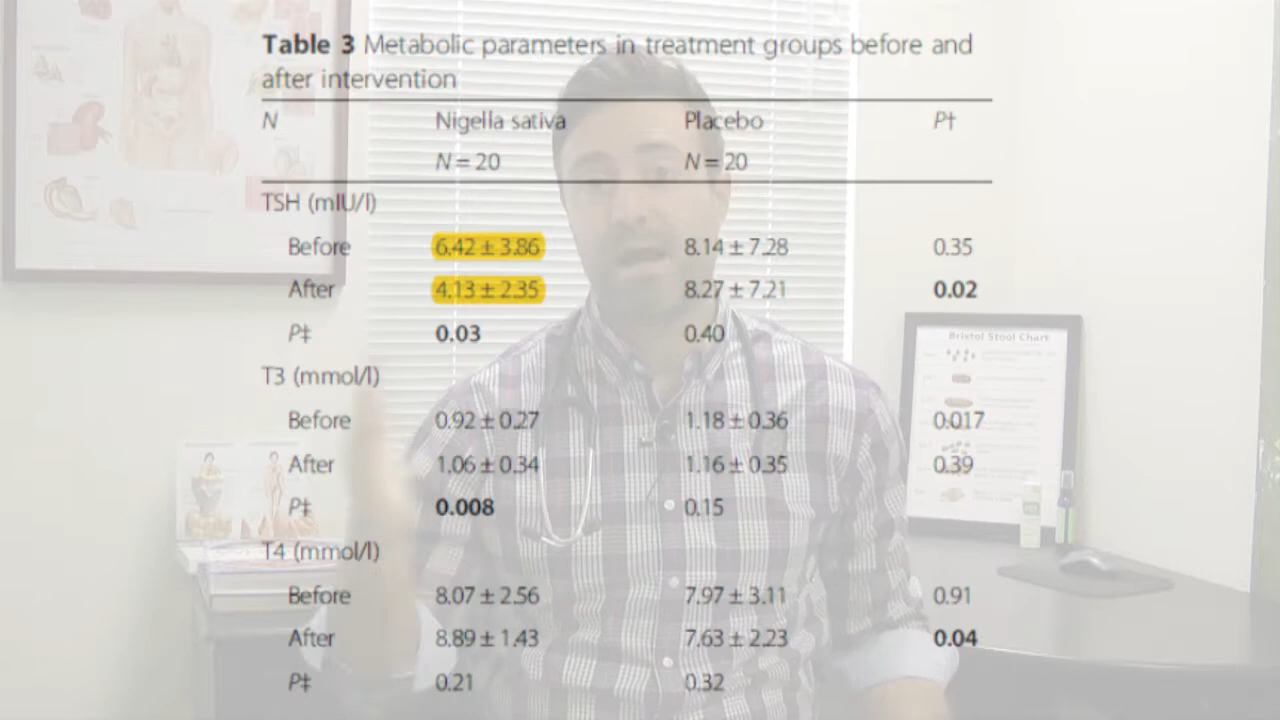 Table 3 Metabolic parameters in treatment groups before and
after intervention
N Nigella sativa Placebo P†
N = 20 N = 20
TSH (mIU/l)
Before 6.42 ± 3.86 8.14 ± 7.28 0.35
After 4.13 ± 2.35 8.27 ± 7.21 0.02
P‡ 0.03 0.40
T3 (mmol/l)
Before 0.92 ± 0.27 1.18 ± 0.36 0.017
After 1.06 ± 0.34 1.16 ± 0.35 0.39
P‡ 0.008 0.15
T4 (mmol/l)
Before 8.07 ± 2.56 7.97 ± 3.11 0.91
After 8.89 ± 1.43 7.63 ± 2.23 0.04
P‡ 0.21 0.32
Bristol Stool Chart